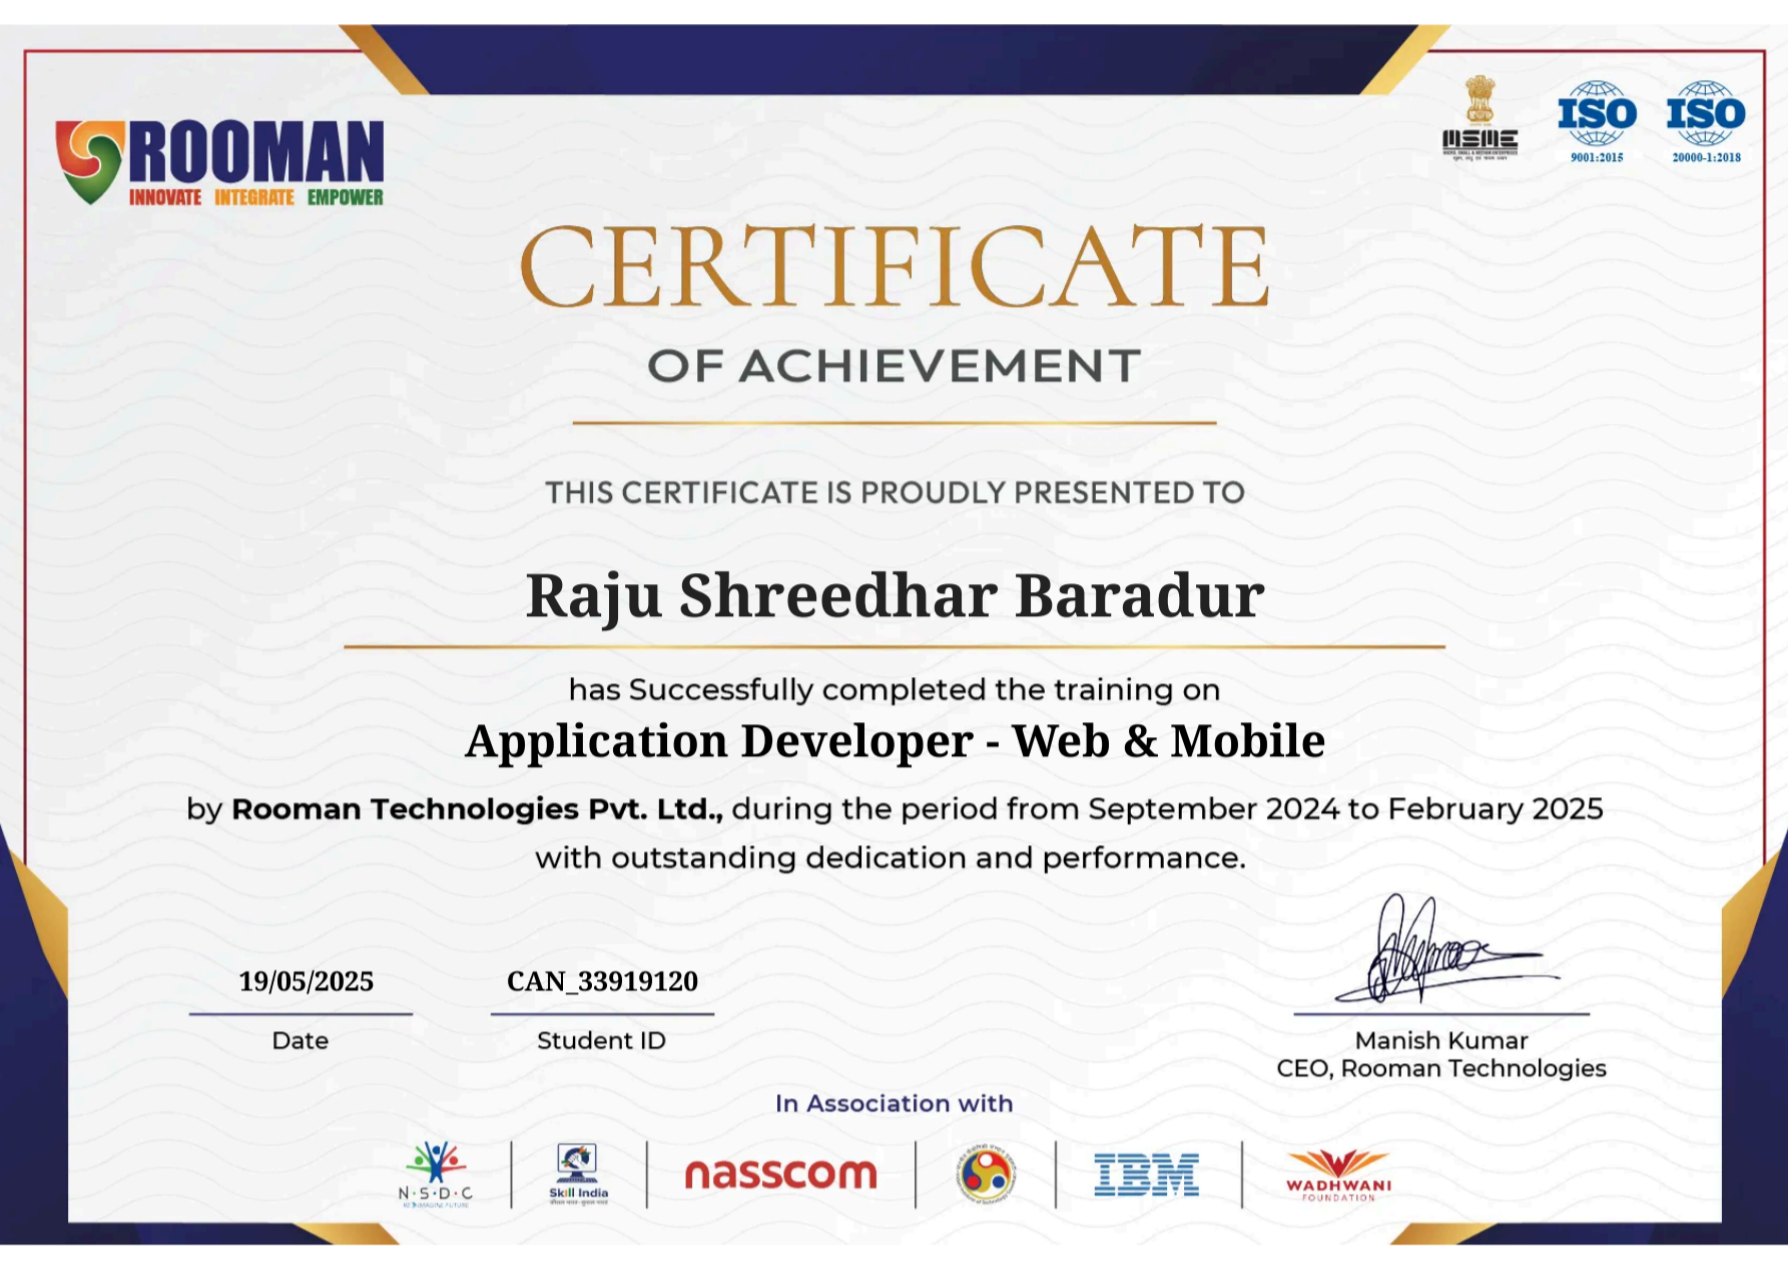 ROOMAN
INNOVATE INTEGRATE EMPOWER
MSME
ISO
9001:2015
ISO
20000-1:2018
CERTIFICATE
OF ACHIEVEMENT
THIS CERTIFICATE IS PROUDLY PRESENTED TO
Raju Shreedhar Baradur
has Successfully completed the training on
Application Developer - Web & Mobile
by Rooman Technologies Pvt. Ltd., during the period from September 2024 to February 2025
with outstanding dedication and performance.
19/05/2025
Date
CAN_33919120
Student ID
Manish Kumar
CEO, Rooman Technologies
In Association with
N·S·D·C
Skill India
nasscom
IBM
WADHWANI
FOUNDATION